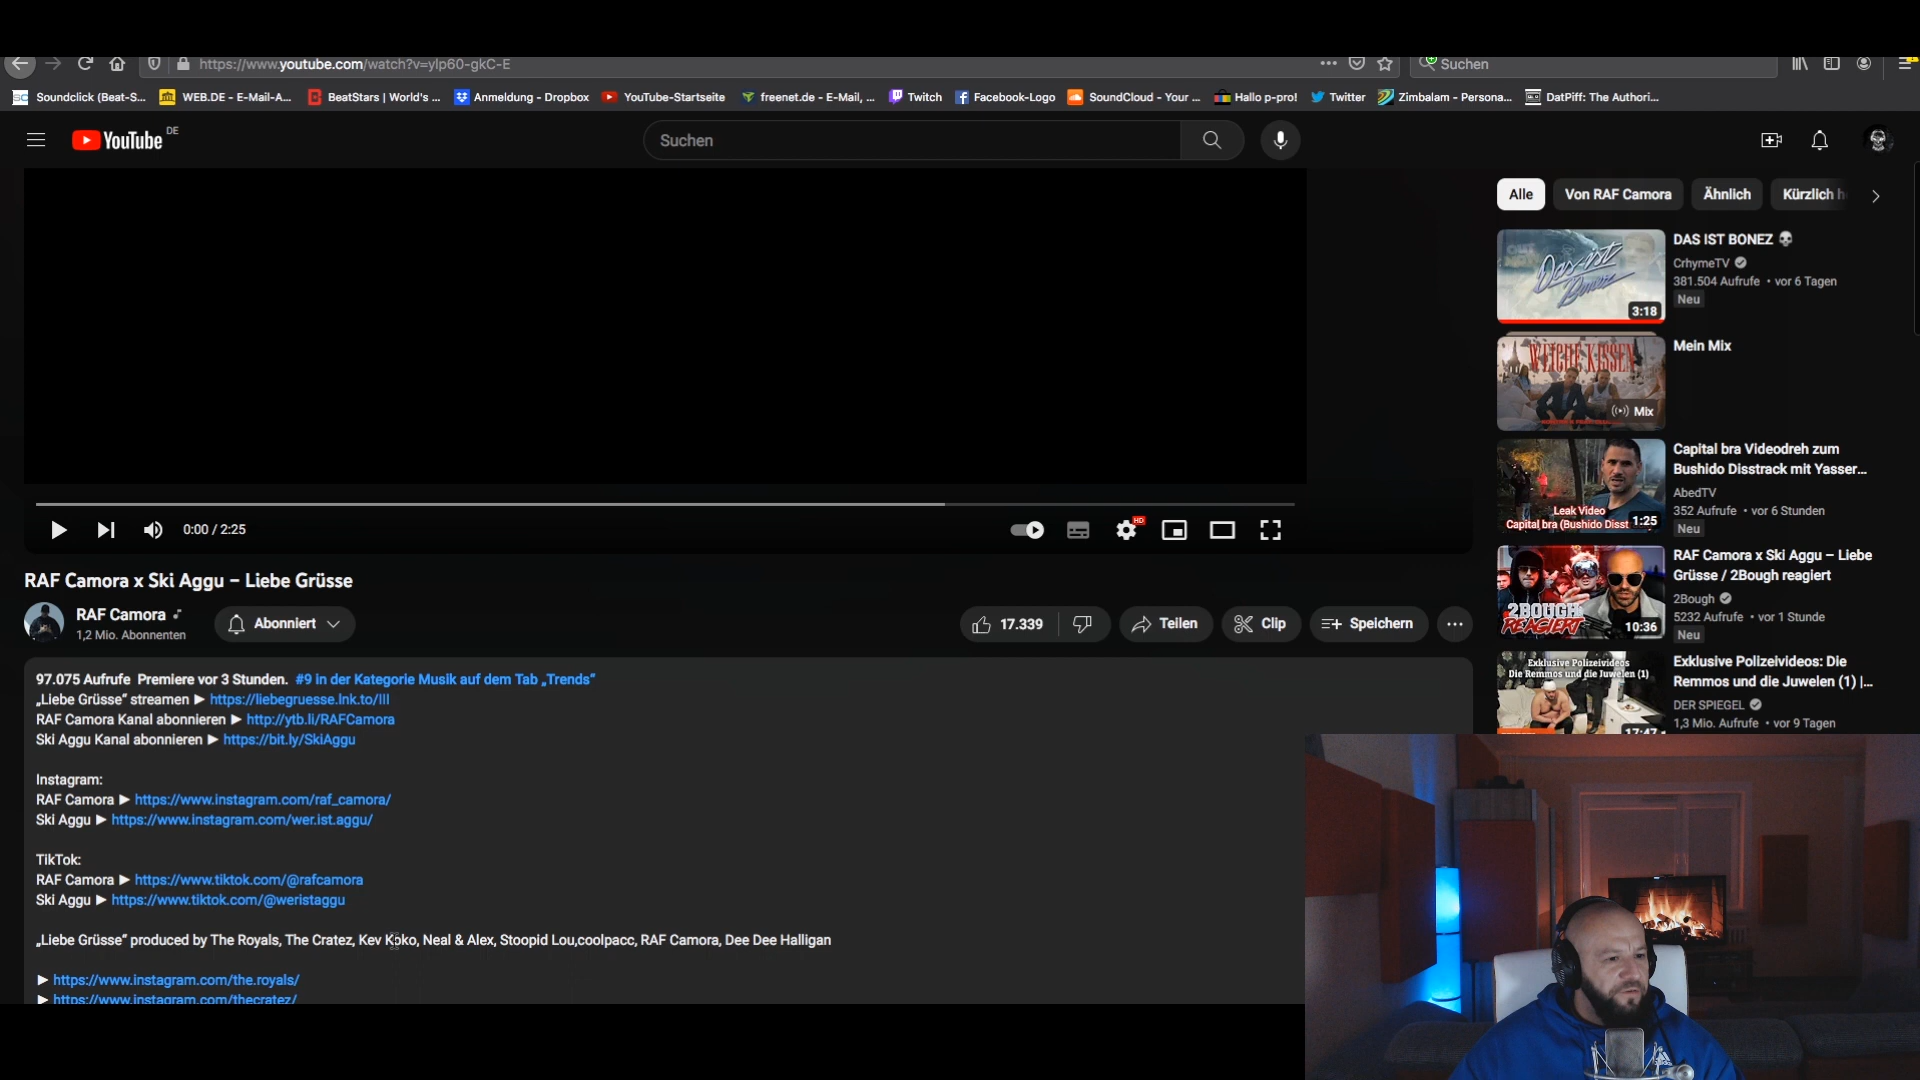 https://www.youtube.com/watch?v=ylp60-gkC-E
Suchen
Soundclick (Beat-S...
WEB.DE - E-Mail-A...
BeatStars | World's ...
Anmeldung - Dropbox
YouTube-Startseite
freenet.de - E-Mail, ...
Twitch
Facebook-Logo
SoundCloud - Your ...
Hallo p-pro!
Twitter
Zimbalam - Persona...
DatPiff: The Authori...
YouTube DE
Suchen
Alle
Von RAF Camora
Ähnlich
Kürzlich h
DAS IST BONEZ 💀
CrhymeTV
381.504 Aufrufe • vor 6 Tagen
Neu
Das ist
Bonez
3:18
Mein Mix
WEICHE KISSEN
Mix
Capital bra Videodreh zum
Bushido Disstrack mit Yasser...
AbedTV
352 Aufrufe • vor 6 Stunden
Neu
Leak Video
Capital bra (Bushido Disst
1:25
RAF Camora x Ski Aggu – Liebe
Grüsse / 2Bough reagiert
2Bough
5232 Aufrufe • vor 1 Stunde
Neu
2BOUGH
REAGIERT
10:36
Exklusive Polizeivideos: Die
Remmos und die Juwelen (1) |...
DER SPIEGEL
1,3 Mio. Aufrufe • vor 9 Tagen
Exklusive Polizeivideos
Die Remmos und die Juwelen (1)
17:47
0:00 / 2:25
HD
RAF Camora x Ski Aggu – Liebe Grüsse
RAF Camora
1,2 Mio. Abonnenten
Abonniert
17.339
Teilen
Clip
Speichern
97.075 Aufrufe Premiere vor 3 Stunden. #9 in der Kategorie Musik auf dem Tab „Trends“
„Liebe Grüsse“ streamen ► https://liebegruesse.lnk.to/III
RAF Camora Kanal abonnieren ► http://ytb.li/RAFCamora
Ski Aggu Kanal abonnieren ► https://bit.ly/SkiAggu
Instagram:
RAF Camora ► https://www.instagram.com/raf_camora/
Ski Aggu ► https://www.instagram.com/wer.ist.aggu/
TikTok:
RAF Camora ► https://www.tiktok.com/@rafcamora
Ski Aggu ► https://www.tiktok.com/@weristaggu
„Liebe Grüsse“ produced by The Royals, The Cratez, Kev Koko, Neal & Alex, Stoopid Lou,coolpacc, RAF Camora, Dee Dee Halligan
► https://www.instagram.com/the.royals/
► https://www.instagram.com/thecratez/